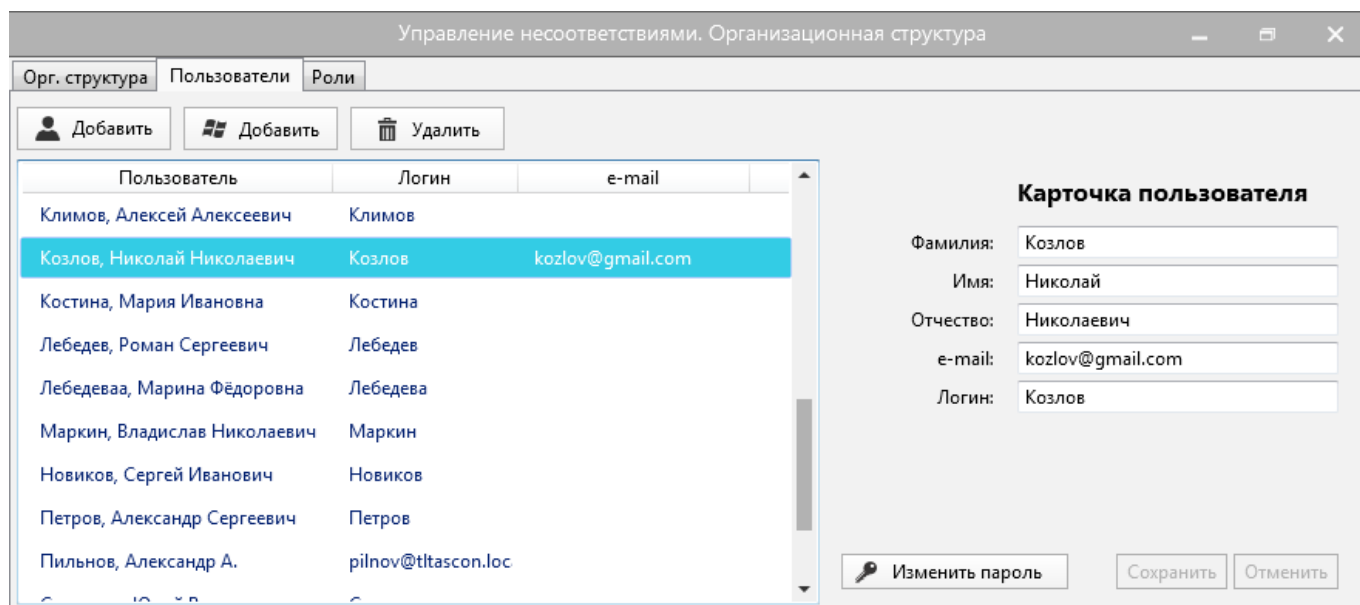 Управление несоответствиями. Организационная структура
Орг. структура Пользователи Роли
Добавить Добавить Удалить
Пользователь Логин e-mail
Климов, Алексей Алексеевич Климов
Козлов, Николай Николаевич Козлов kozlov@gmail.com
Костина, Мария Ивановна Костина
Лебедев, Роман Сергеевич Лебедев
Лебедеваа, Марина Фёдоровна Лебедева
Маркин, Владислав Николаевич Маркин
Новиков, Сергей Иванович Новиков
Петров, Александр Сергеевич Петров
Пильнов, Александр А. pilnov@tltascon.loc
Карточка пользователя
Фамилия: Козлов
Имя: Николай
Отчество: Николаевич
e-mail: kozlov@gmail.com
Логин: Козлов
Изменить пароль Сохранить Отменить